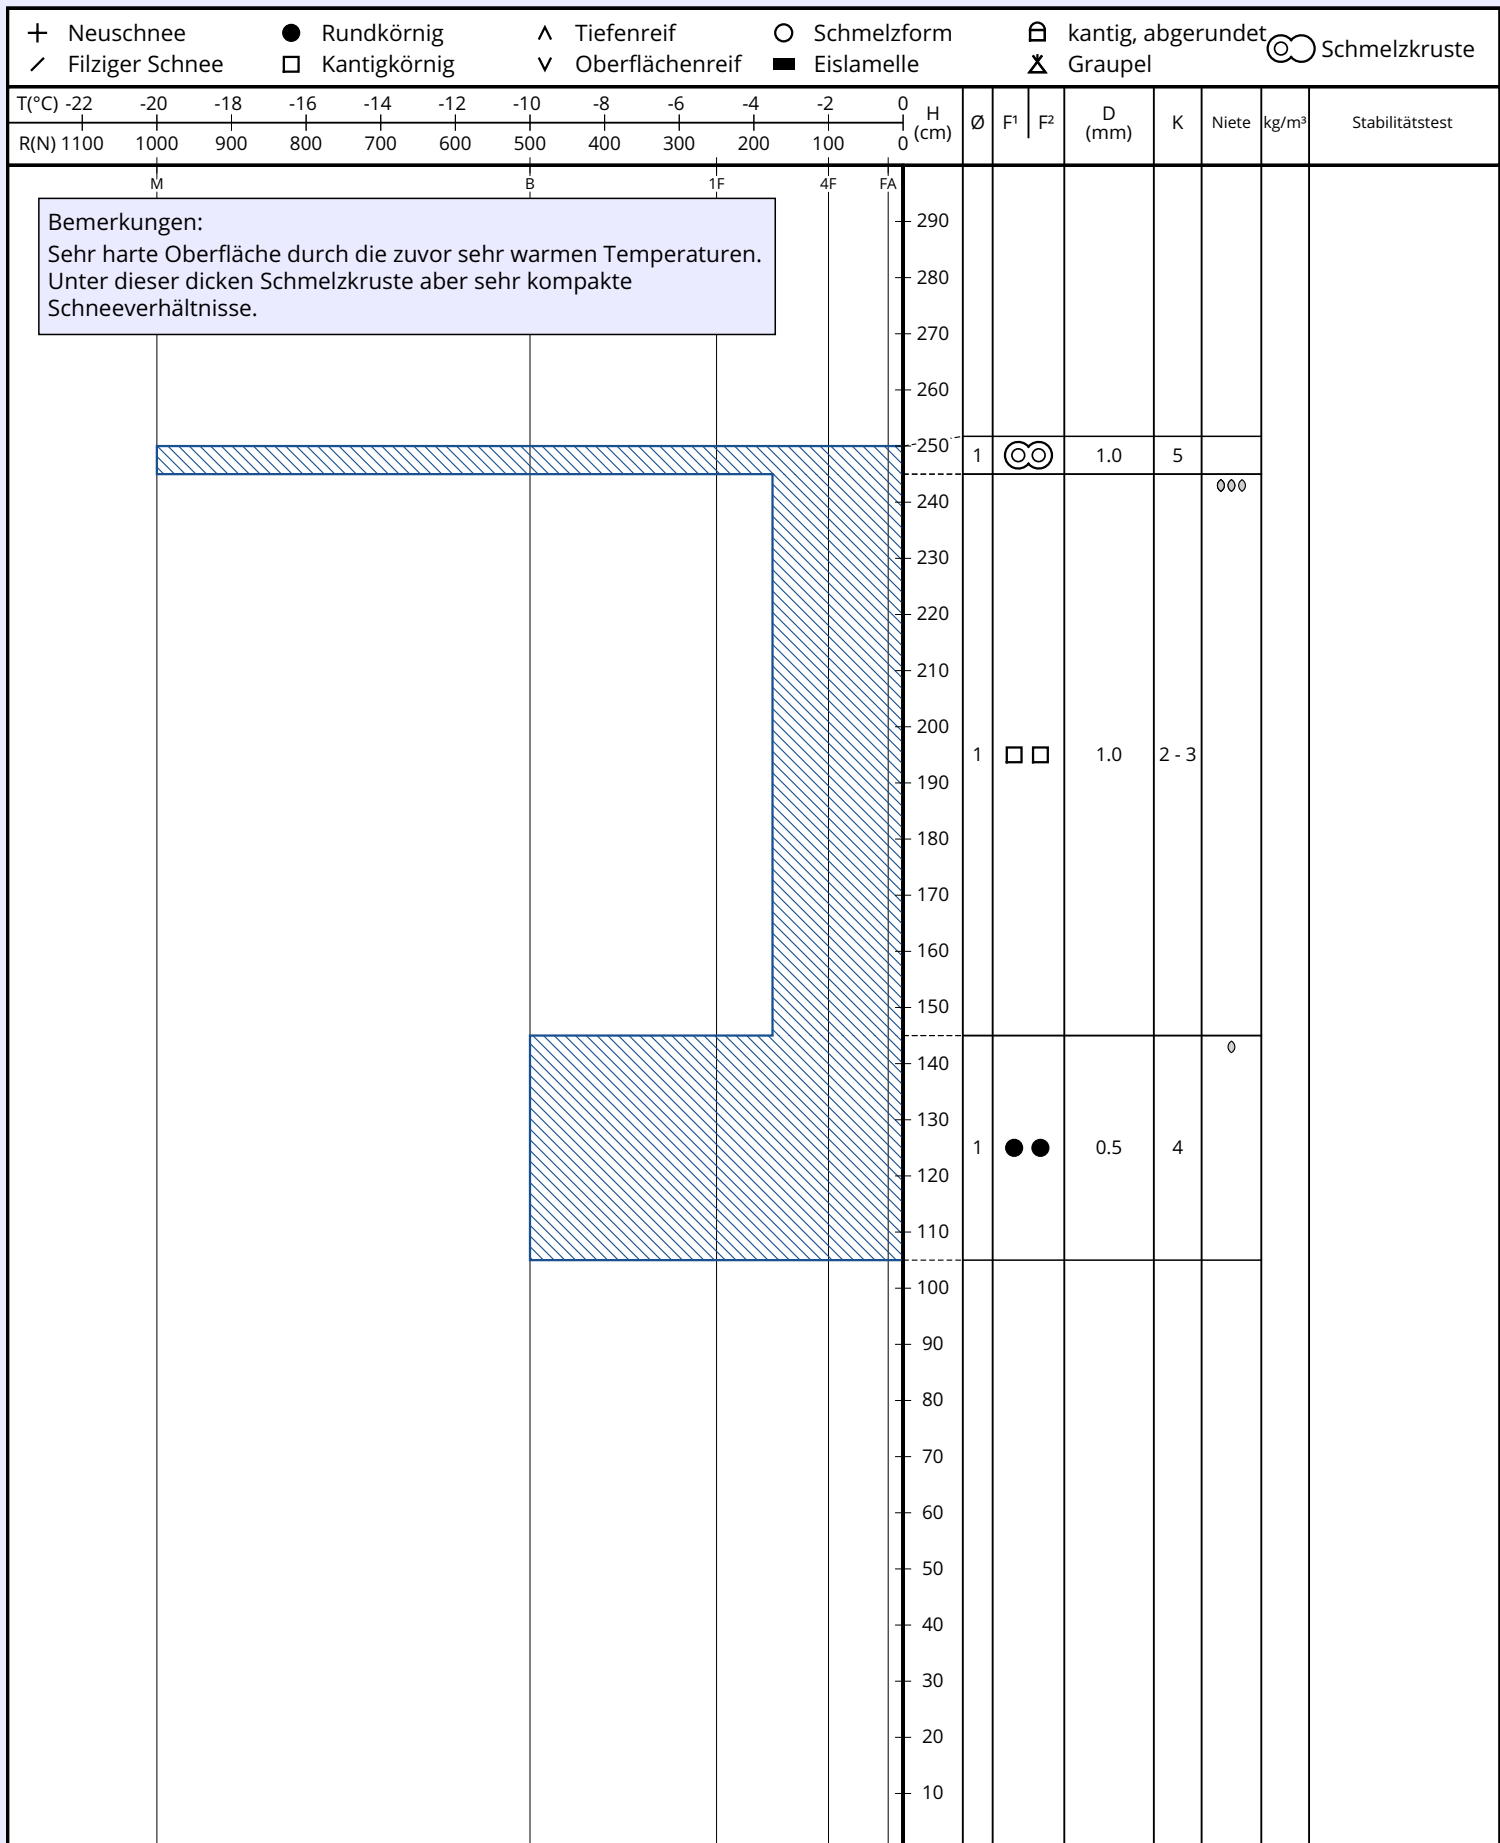 Neuschnee Rundkörnig Tiefenreif Schmelzform kantig, abgerundet Schmelzkruste
Filziger Schnee Kantigkörnig Oberflächenreif Eislamelle Graupel
T(°C) -22 -20 -18 -16 -14 -12 -10 -8 -6 -4 -2 0
R(N) 1100 1000 900 800 700 600 500 400 300 200 100 0
H (cm) Ø F¹ F² D (mm) K Niete kg/m³ Stabilitätstest
M B 1F 4F FA
Bemerkungen:
Sehr harte Oberfläche durch die zuvor sehr warmen Temperaturen.
Unter dieser dicken Schmelzkruste aber sehr kompakte
Schneeverhältnisse.
290
280
270
260
250
1 1.0 5
240
230
220
210
200
1 1.0 2 - 3
190
180
170
160
150
140
130
1 0.5 4
120
110
100
90
80
70
60
50
40
30
20
10